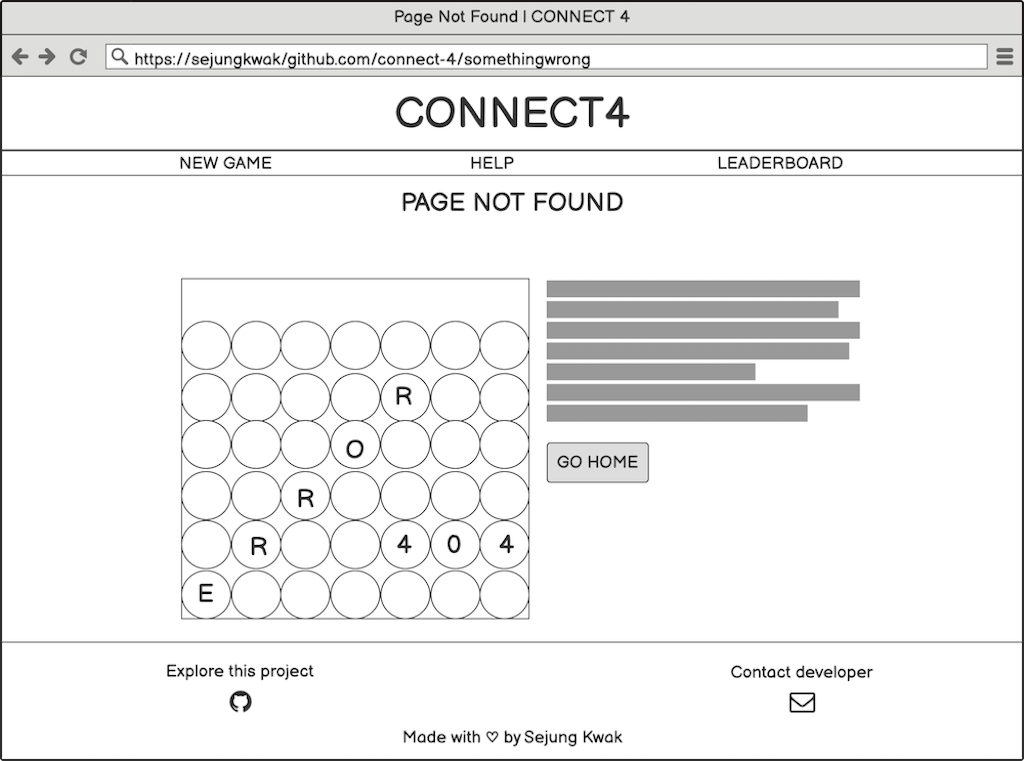 Page Not Found | CONNECT 4
https://sejungkwak/github.com/connect-4/somethingwrong
CONNECT4
NEW GAME HELP LEADERBOARD
PAGE NOT FOUND
R
O
R
R 4 0 4
E
GO HOME
Explore this project
Contact developer
Made with ♡ by Sejung Kwak